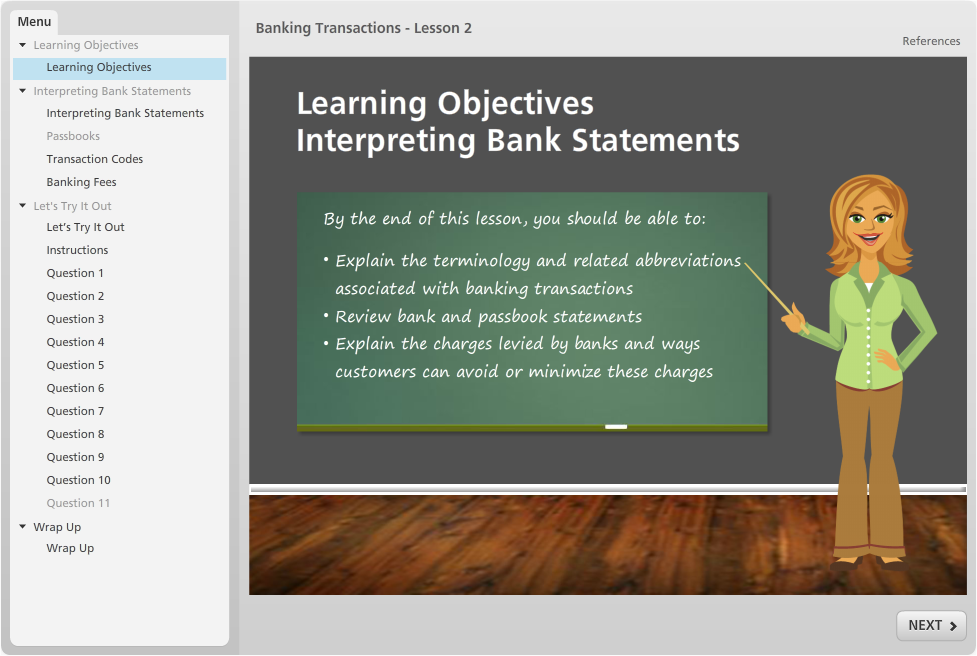 Menu
Learning Objectives
Learning Objectives
Interpreting Bank Statements
Interpreting Bank Statements
Passbooks
Transaction Codes
Banking Fees
Let's Try It Out
Let's Try It Out
Instructions
Question 1
Question 2
Question 3
Question 4
Question 5
Question 6
Question 7
Question 8
Question 9
Question 10
Question 11
Wrap Up
Wrap Up
Banking Transactions - Lesson 2
References
Learning Objectives
Interpreting Bank Statements
By the end of this lesson, you should be able to:
• Explain the terminology and related abbreviations
associated with banking transactions
• Review bank and passbook statements
• Explain the charges levied by banks and ways
customers can avoid or minimize these charges
NEXT